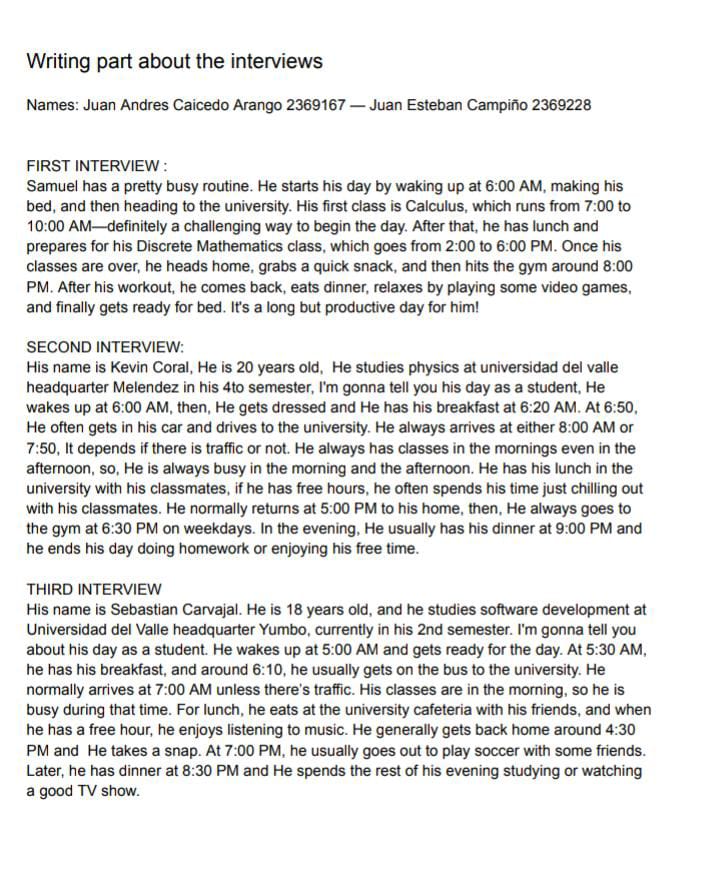 Writing part about the interviews
Names: Juan Andres Caicedo Arango 2369167 — Juan Esteban Campiño 2369228
FIRST INTERVIEW :
Samuel has a pretty busy routine. He starts his day by waking up at 6:00 AM, making his
bed, and then heading to the university. His first class is Calculus, which runs from 7:00 to
10:00 AM—definitely a challenging way to begin the day. After that, he has lunch and
prepares for his Discrete Mathematics class, which goes from 2:00 to 6:00 PM. Once his
classes are over, he heads home, grabs a quick snack, and then hits the gym around 8:00
PM. After his workout, he comes back, eats dinner, relaxes by playing some video games,
and finally gets ready for bed. It's a long but productive day for him!
SECOND INTERVIEW:
His name is Kevin Coral, He is 20 years old,  He studies physics at universidad del valle
headquarter Melendez in his 4to semester, I'm gonna tell you his day as a student, He
wakes up at 6:00 AM, then, He gets dressed and He has his breakfast at 6:20 AM. At 6:50,
He often gets in his car and drives to the university. He always arrives at either 8:00 AM or
7:50, It depends if there is traffic or not. He always has classes in the mornings even in the
afternoon, so, He is always busy in the morning and the afternoon. He has his lunch in the
university with his classmates, if he has free hours, he often spends his time just chilling out
with his classmates. He normally returns at 5:00 PM to his home, then, He always goes to
the gym at 6:30 PM on weekdays. In the evening, He usually has his dinner at 9:00 PM and
he ends his day doing homework or enjoying his free time.
THIRD INTERVIEW
His name is Sebastian Carvajal. He is 18 years old, and he studies software development at
Universidad del Valle headquarter Yumbo, currently in his 2nd semester. I'm gonna tell you
about his day as a student. He wakes up at 5:00 AM and gets ready for the day. At 5:30 AM,
he has his breakfast, and around 6:10, he usually gets on the bus to the university. He
normally arrives at 7:00 AM unless there's traffic. His classes are in the morning, so he is
busy during that time. For lunch, he eats at the university cafeteria with his friends, and when
he has a free hour, he enjoys listening to music. He generally gets back home around 4:30
PM and  He takes a snap. At 7:00 PM, he usually goes out to play soccer with some friends.
Later, he has dinner at 8:30 PM and He spends the rest of his evening studying or watching
a good TV show.